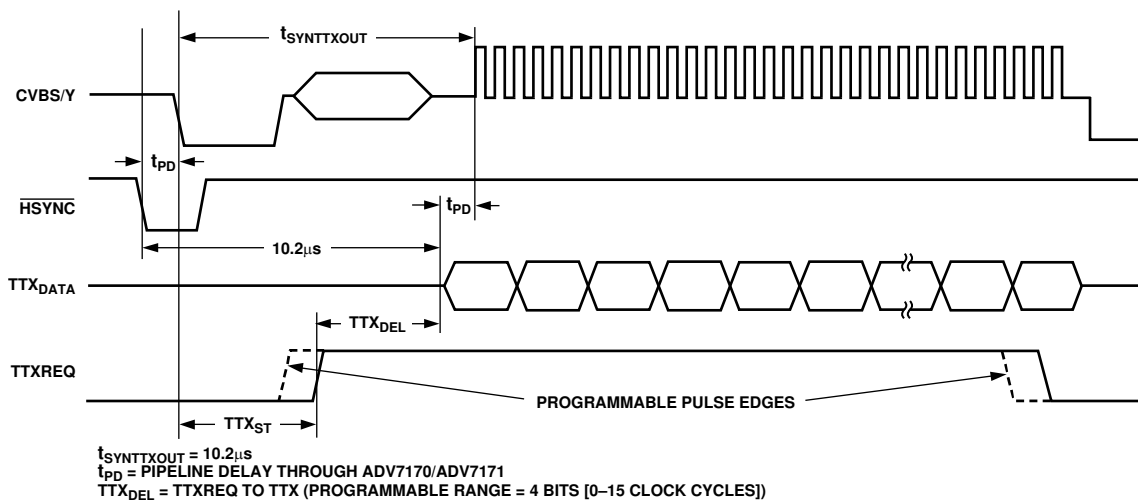 tSYNTTXOUT
CVBS/Y
tPD
HSYNC
tPD
10.2μs
TTXDATA
TTXDEL
TTXREQ
PROGRAMMABLE PULSE EDGES
TTXST
tSYNTTXOUT = 10.2μs
tPD = PIPELINE DELAY THROUGH ADV7170/ADV7171
TTXDEL = TTXREQ TO TTX (PROGRAMMABLE RANGE = 4 BITS [0–15 CLOCK CYCLES])